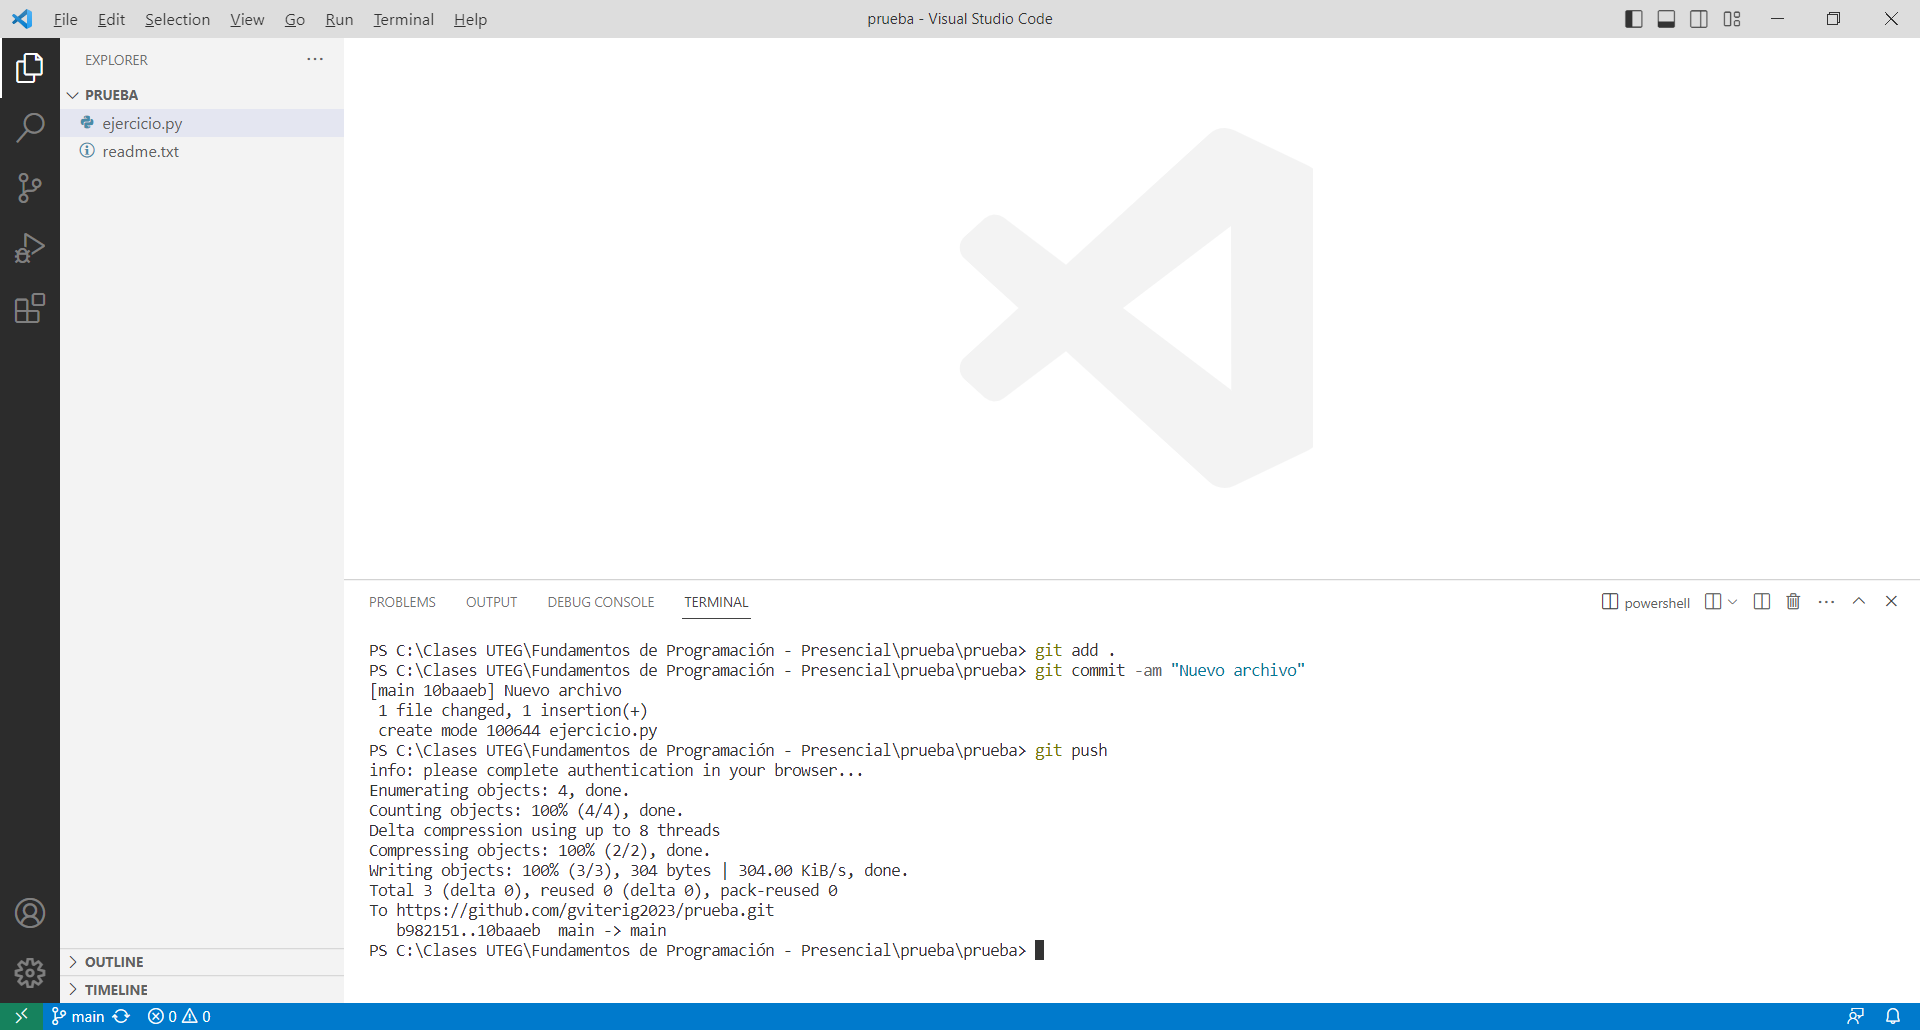 File Edit Selection View Go Run Terminal Help
prueba - Visual Studio Code
EXPLORER
PRUEBA
ejercicio.py
readme.txt
OUTLINE
TIMELINE
PROBLEMS OUTPUT DEBUG CONSOLE TERMINAL
powershell
PS C:\Clases UTEG\Fundamentos de Programación - Presencial\prueba\prueba> git add .
PS C:\Clases UTEG\Fundamentos de Programación - Presencial\prueba\prueba> git commit -am "Nuevo archivo"
[main 10baaeb] Nuevo archivo
1 file changed, 1 insertion(+)
create mode 100644 ejercicio.py
PS C:\Clases UTEG\Fundamentos de Programación - Presencial\prueba\prueba> git push
info: please complete authentication in your browser...
Enumerating objects: 4, done.
Counting objects: 100% (4/4), done.
Delta compression using up to 8 threads
Compressing objects: 100% (2/2), done.
Writing objects: 100% (3/3), 304 bytes | 304.00 KiB/s, done.
Total 3 (delta 0), reused 0 (delta 0), pack-reused 0
To https://github.com/gviterig2023/prueba.git
b982151..10baaeb  main -> main
PS C:\Clases UTEG\Fundamentos de Programación - Presencial\prueba\prueba>
main 0 0